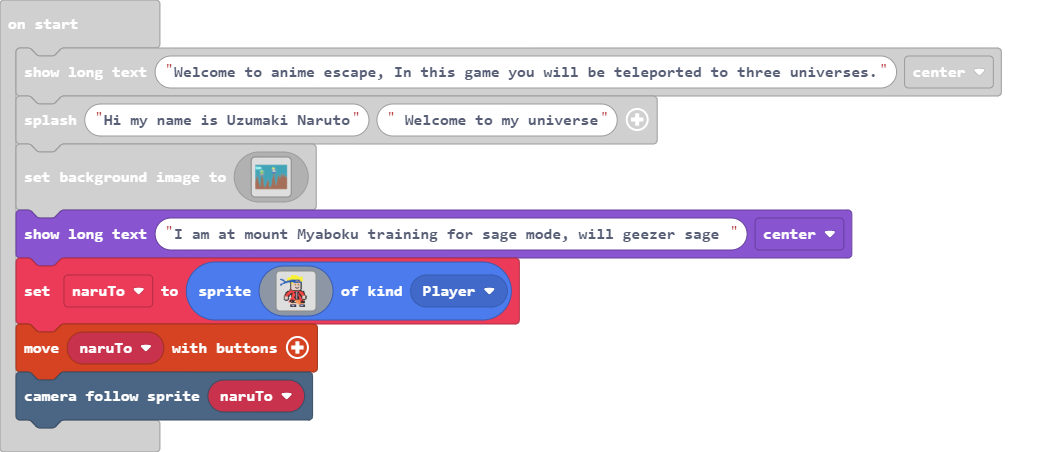 on start
show long text "Welcome to anime escape, In this game you will be teleported to three universes." center
splash "Hi my name is Uzumaki Naruto" " Welcome to my universe"
set background image to
show long text "I am at mount Myaboku training for sage mode, will geezer sage " center
set naruTo to sprite of kind Player
move naruTo with buttons
camera follow sprite naruTo